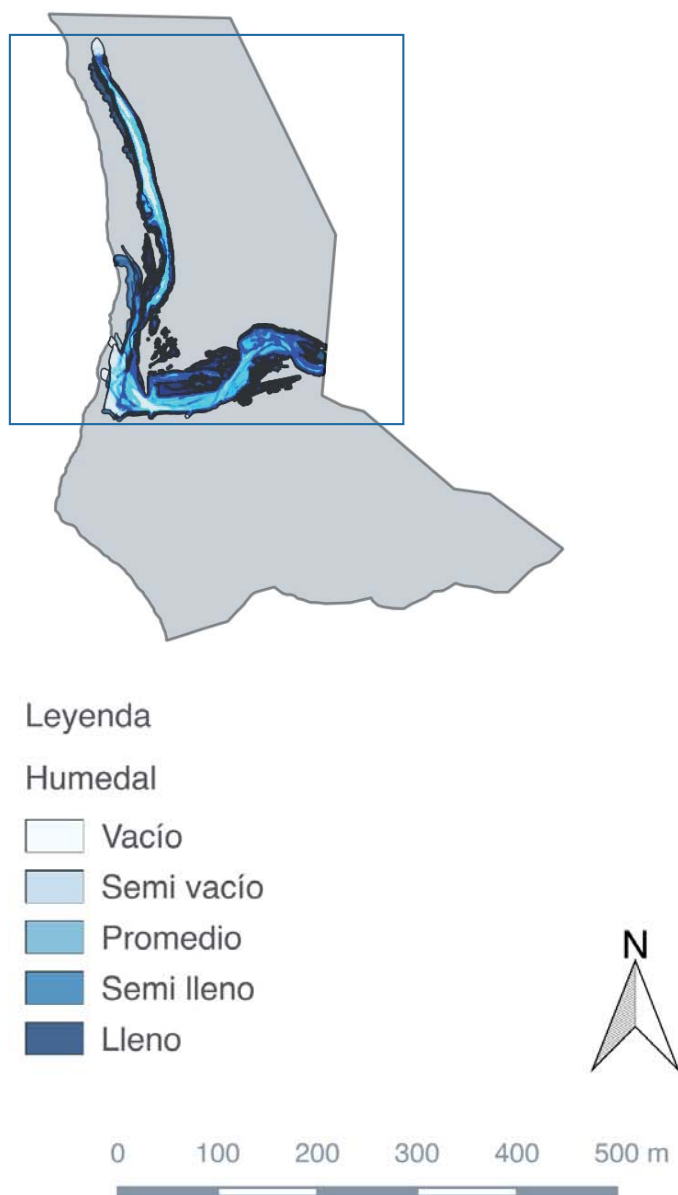 Leyenda
Humedal
Vacío
Semi vacío
Promedio
Semi lleno
Lleno
N
0 100 200 300 400 500 m